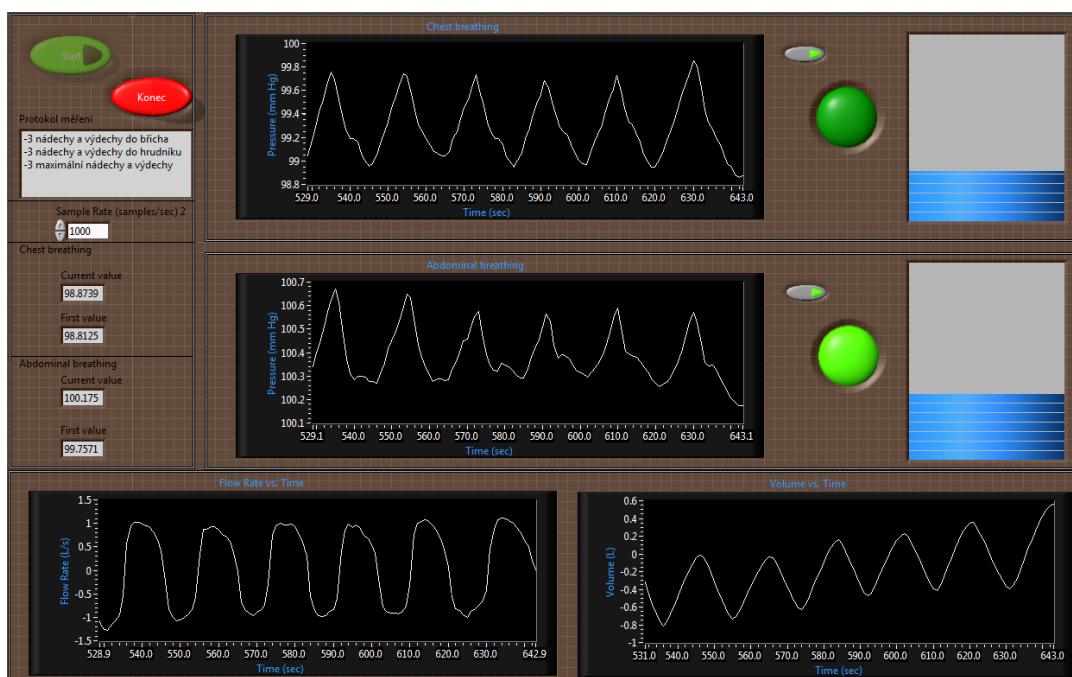 Start
Konec
Protokol měření
-3 nádechy a výdechy do břicha
-3 nádechy a výdechy do hrudníku
-3 maximální nádechy a výdechy
Sample Rate (samples/sec) 2
1000
Chest breathing
Current value
98.8739
First value
98.8125
Abdominal breathing
Current value
100.175
First value
99.7571
Chest breathing
Pressure (mm Hg)
100
99.8
99.6
99.4
99.2
99
98.8
529.0 540.0 550.0 560.0 570.0 580.0 590.0 600.0 610.0 620.0 630.0 643.0
Time (sec)
Abdominal breathing
Pressure (mm Hg)
100.7
100.6
100.5
100.4
100.3
100.2
100.1
529.1 540.0 550.0 560.0 570.0 580.0 590.0 600.0 610.0 620.0 630.0 643.1
Time (sec)
Flow Rate vs. Time
Flow Rate (L/s)
1.5
1
0.5
0
-0.5
-1
-1.5
528.9 540.0 550.0 560.0 570.0 580.0 590.0 600.0 610.0 620.0 630.0 642.9
Time (sec)
Volume vs. Time
Volume (L)
0.6
0.4
0.2
0
-0.2
-0.4
-0.6
-0.8
-1
531.0 540.0 550.0 560.0 570.0 580.0 590.0 600.0 610.0 620.0 630.0 643.0
Time (sec)